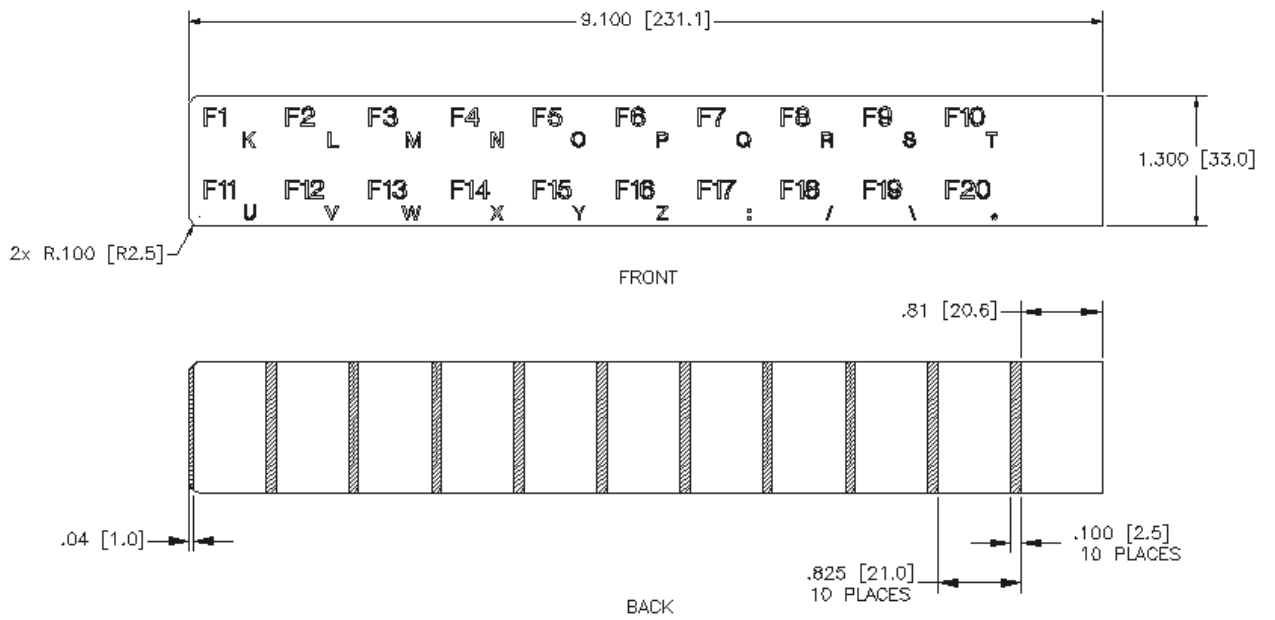 9.100 [231.1]
F1 F2 F3 F4 F5 F6 F7 F8 F9 F10
K L M N O P Q R S T
1.300 [33.0]
F11 F12 F13 F14 F15 F16 F17 F18 F19 F20
U V W X Y Z : / \ *
2x R.100 [R2.5]
FRONT
.81 [20.6]
.04 [1.0]
.100 [2.5]
10 PLACES
.825 [21.0]
10 PLACES
BACK